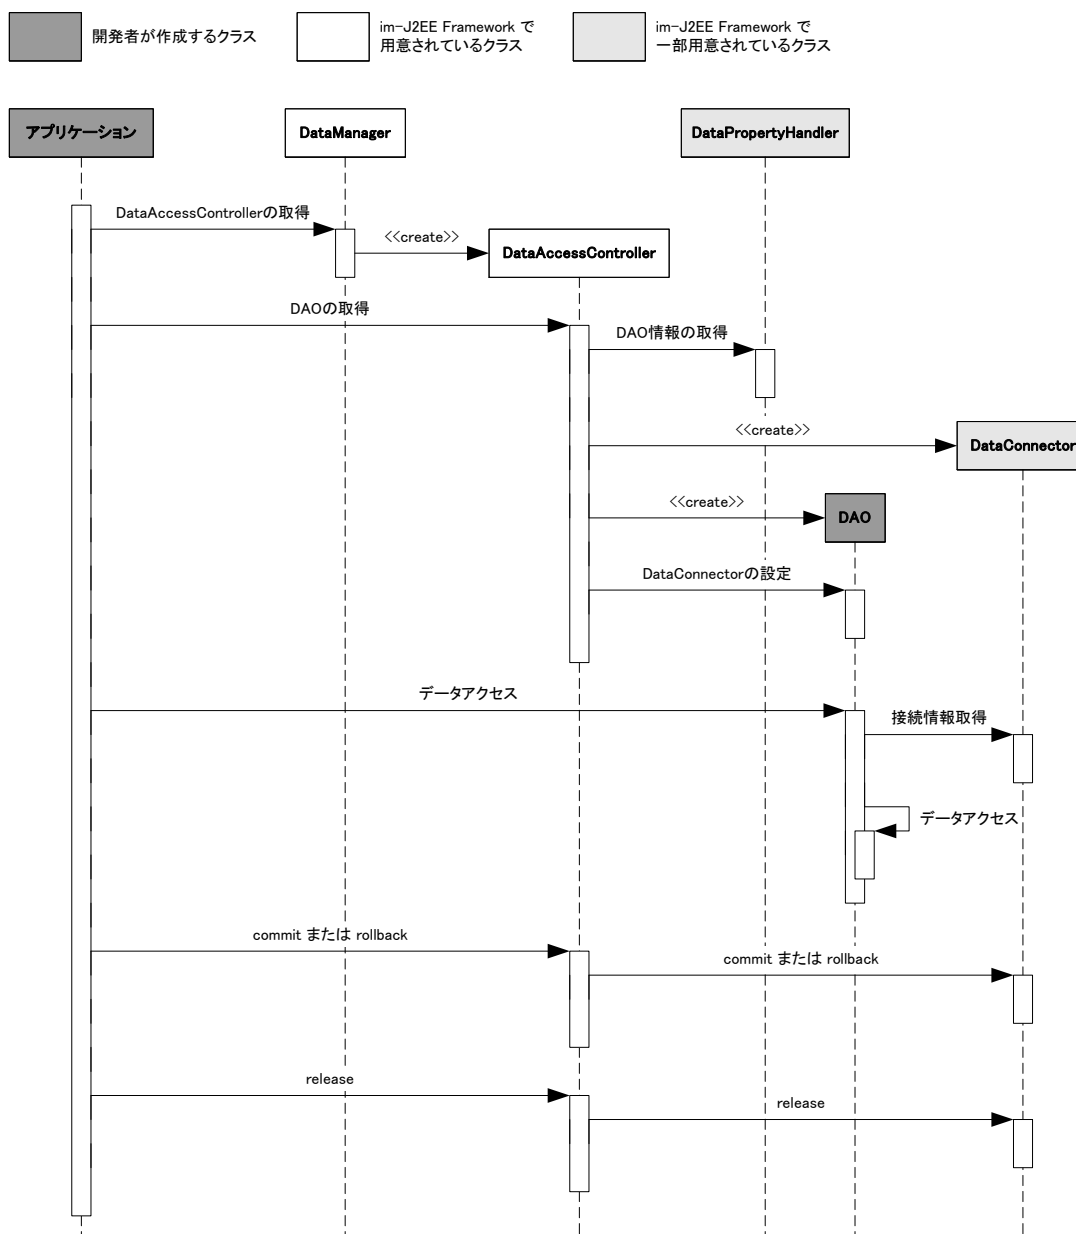 開発者が作成するクラス
im-J2EE Framework で
用意されているクラス
im-J2EE Framework で
一部用意されているクラス
アプリケーション
DataManager
DataPropertyHandler
DataAccessControllerの取得
<<create>>
DataAccessController
DAOの取得
DAO情報の取得
<<create>>
DataConnector
<<create>>
DAO
DataConnectorの設定
データアクセス
接続情報取得
データアクセス
commit または rollback
commit または rollback
release
release